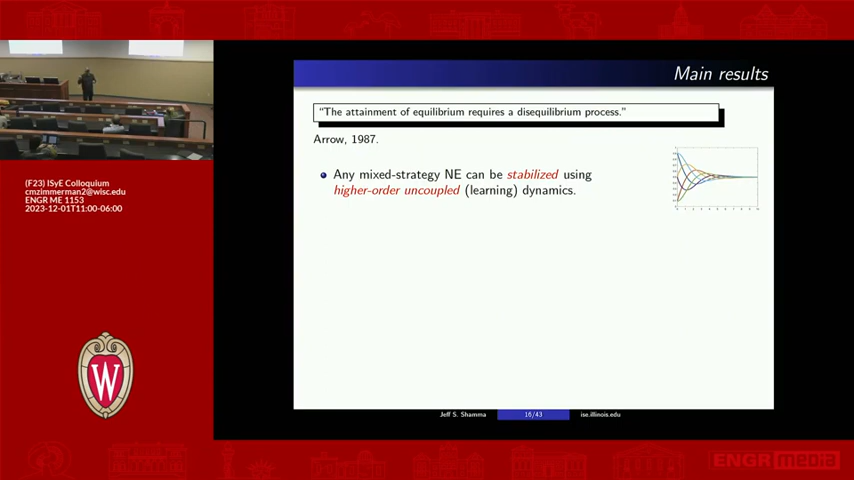 Main results
“The attainment of equilibrium requires a disequilibrium process.”
Arrow, 1987.
Any mixed-strategy NE can be stabilized using
higher-order uncoupled (learning) dynamics.
(F23) ISyE Colloquium
cmzimmerman2@wisc.edu
ENGR ME 1153
2023-12-01T11:00-06:00
W
Jeff S. Shamma
16/43
ise.illinois.edu
ENGR media